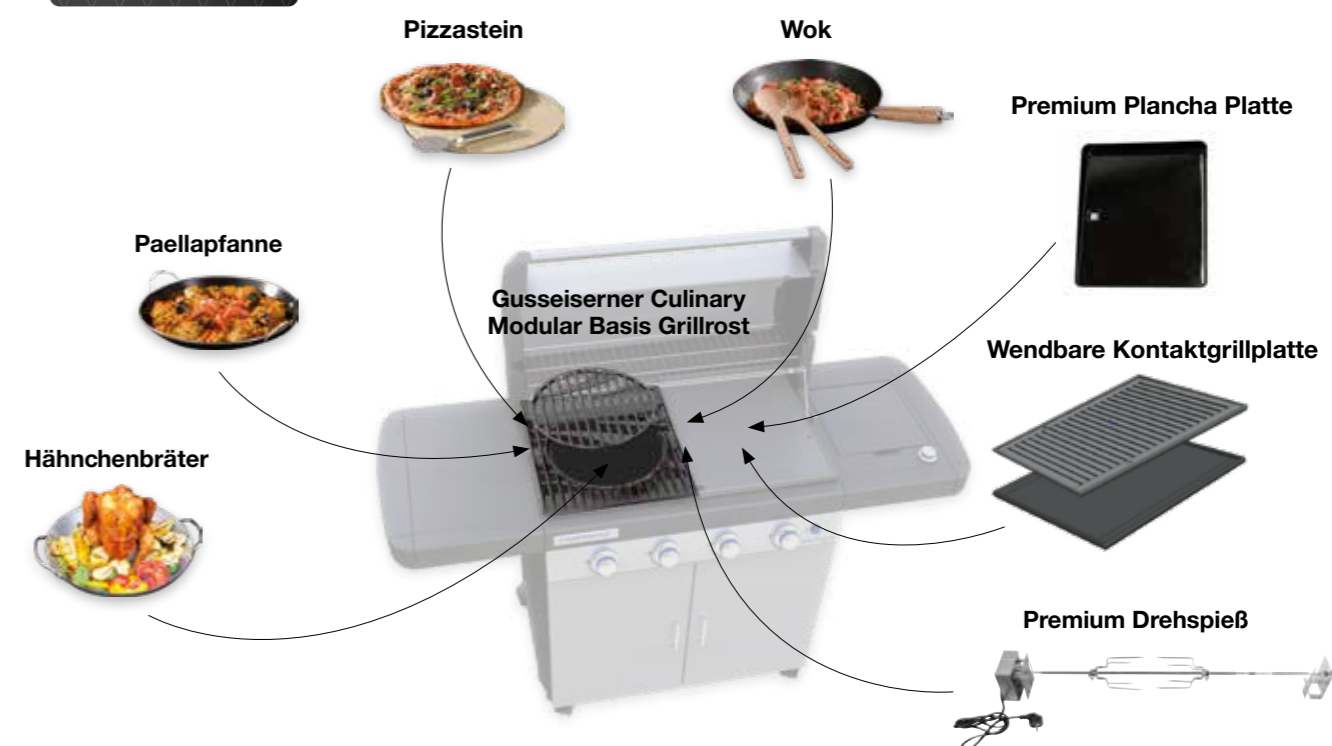 Pizzastein
Wok
Premium Plancha Platte
Paellapfanne
Gusseiserner Culinary
Modular Basis Grillrost
Wendbare Kontaktgrillplatte
Hähnchenbräter
Premium Drehspieß